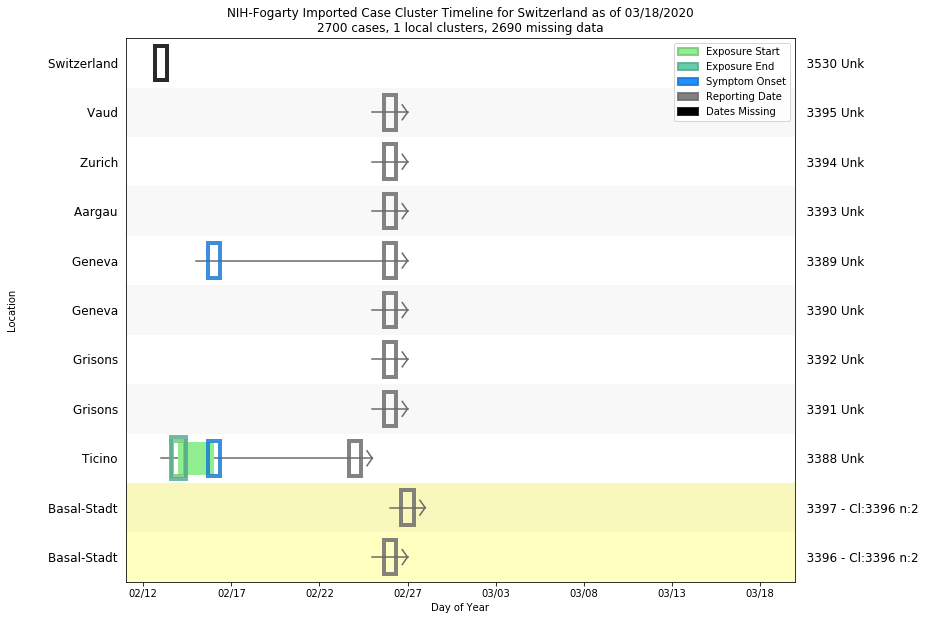 NIH-Fogarty Imported Case Cluster Timeline for Switzerland as of 03/18/2020
2700 cases, 1 local clusters, 2690 missing data
Exposure Start
Exposure End
Symptom Onset
Reporting Date
Dates Missing
Location
Switzerland 3530 Unk
Vaud 3395 Unk
Zurich 3394 Unk
Aargau 3393 Unk
Geneva 3389 Unk
Geneva 3390 Unk
Grisons 3392 Unk
Grisons 3391 Unk
Ticino 3388 Unk
Basal-Stadt 3397 - Cl:3396 n:2
Basal-Stadt 3396 - Cl:3396 n:2
02/12 02/17 02/22 02/27 03/03 03/08 03/13 03/18
Day of Year